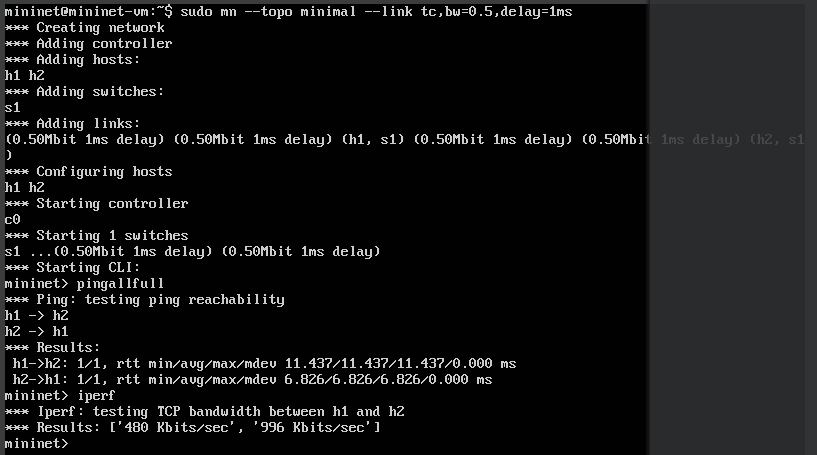 mininet@mininet-vm:~$ sudo mn --topo minimal --link tc,bw=0.5,delay=1ms
*** Creating network
*** Adding controller
*** Adding hosts:
h1 h2
*** Adding switches:
s1
*** Adding links:
(0.50Mbit 1ms delay) (0.50Mbit 1ms delay) (h1, s1) (0.50Mbit 1ms delay) (0.50Mbit 1ms delay) (h2, s1
)
*** Configuring hosts
h1 h2
*** Starting controller
c0
*** Starting 1 switches
s1 ...(0.50Mbit 1ms delay) (0.50Mbit 1ms delay)
*** Starting CLI:
mininet> pingallfull
*** Ping: testing ping reachability
h1 -> h2
h2 -> h1
*** Results:
 h1->h2: 1/1, rtt min/avg/max/mdev 11.437/11.437/11.437/0.000 ms
 h2->h1: 1/1, rtt min/avg/max/mdev 6.826/6.826/6.826/0.000 ms
mininet> iperf
*** Iperf: testing TCP bandwidth between h1 and h2
*** Results: ['480 Kbits/sec', '996 Kbits/sec']
mininet>